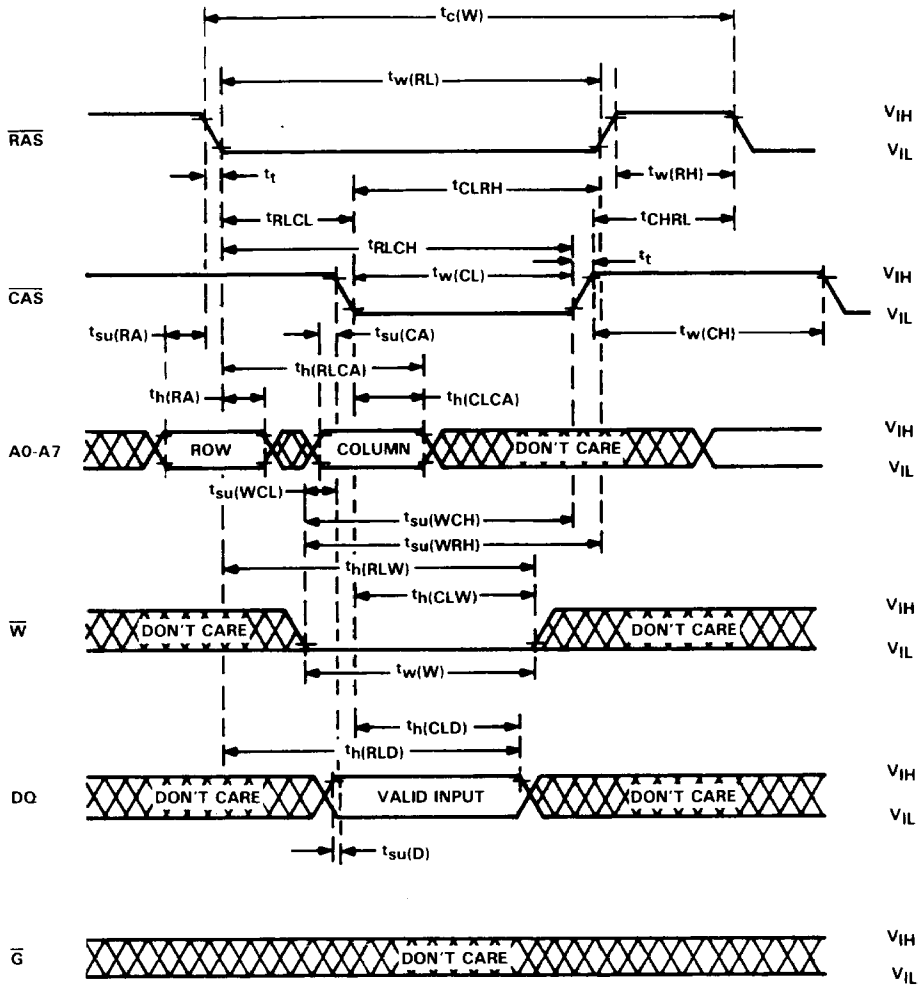 tc(W)
tw(RL)
RAS
VIH
VIL
tt
tCLRH
tw(RH)
tRLCL
tCHRL
tRLCH
tt
tw(CL)
CAS
VIH
VIL
tsu(RA)
tsu(CA)
tw(CH)
th(RLCA)
th(RA)
th(CLCA)
A0-A7
ROW
COLUMN
DON'T CARE
VIH
VIL
tsu(WCL)
tsu(WCH)
tsu(WRH)
th(RLW)
th(CLW)
W
DON'T CARE
DON'T CARE
VIH
VIL
tw(W)
th(CLD)
th(RLD)
DQ
DON'T CARE
VALID INPUT
DON'T CARE
VIH
VIL
tsu(D)
G
DON'T CARE
VIH
VIL